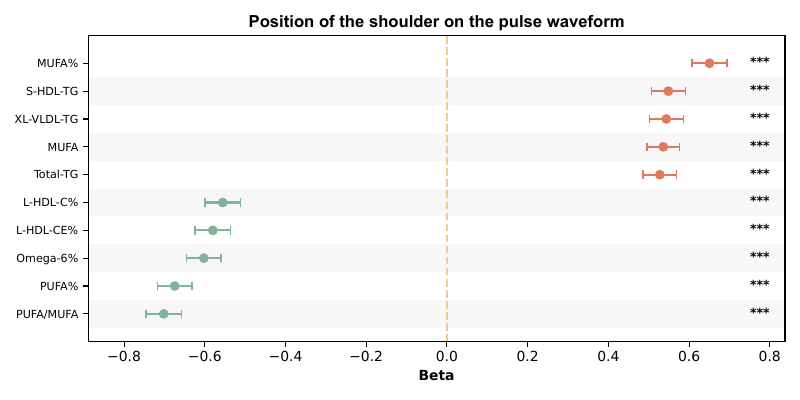 Position of the shoulder on the pulse waveform
MUFA% ***
S-HDL-TG ***
XL-VLDL-TG ***
MUFA ***
Total-TG ***
L-HDL-C% ***
L-HDL-CE% ***
Omega-6% ***
PUFA% ***
PUFA/MUFA ***
−0.8 −0.6 −0.4 −0.2 0.0 0.2 0.4 0.6 0.8
Beta